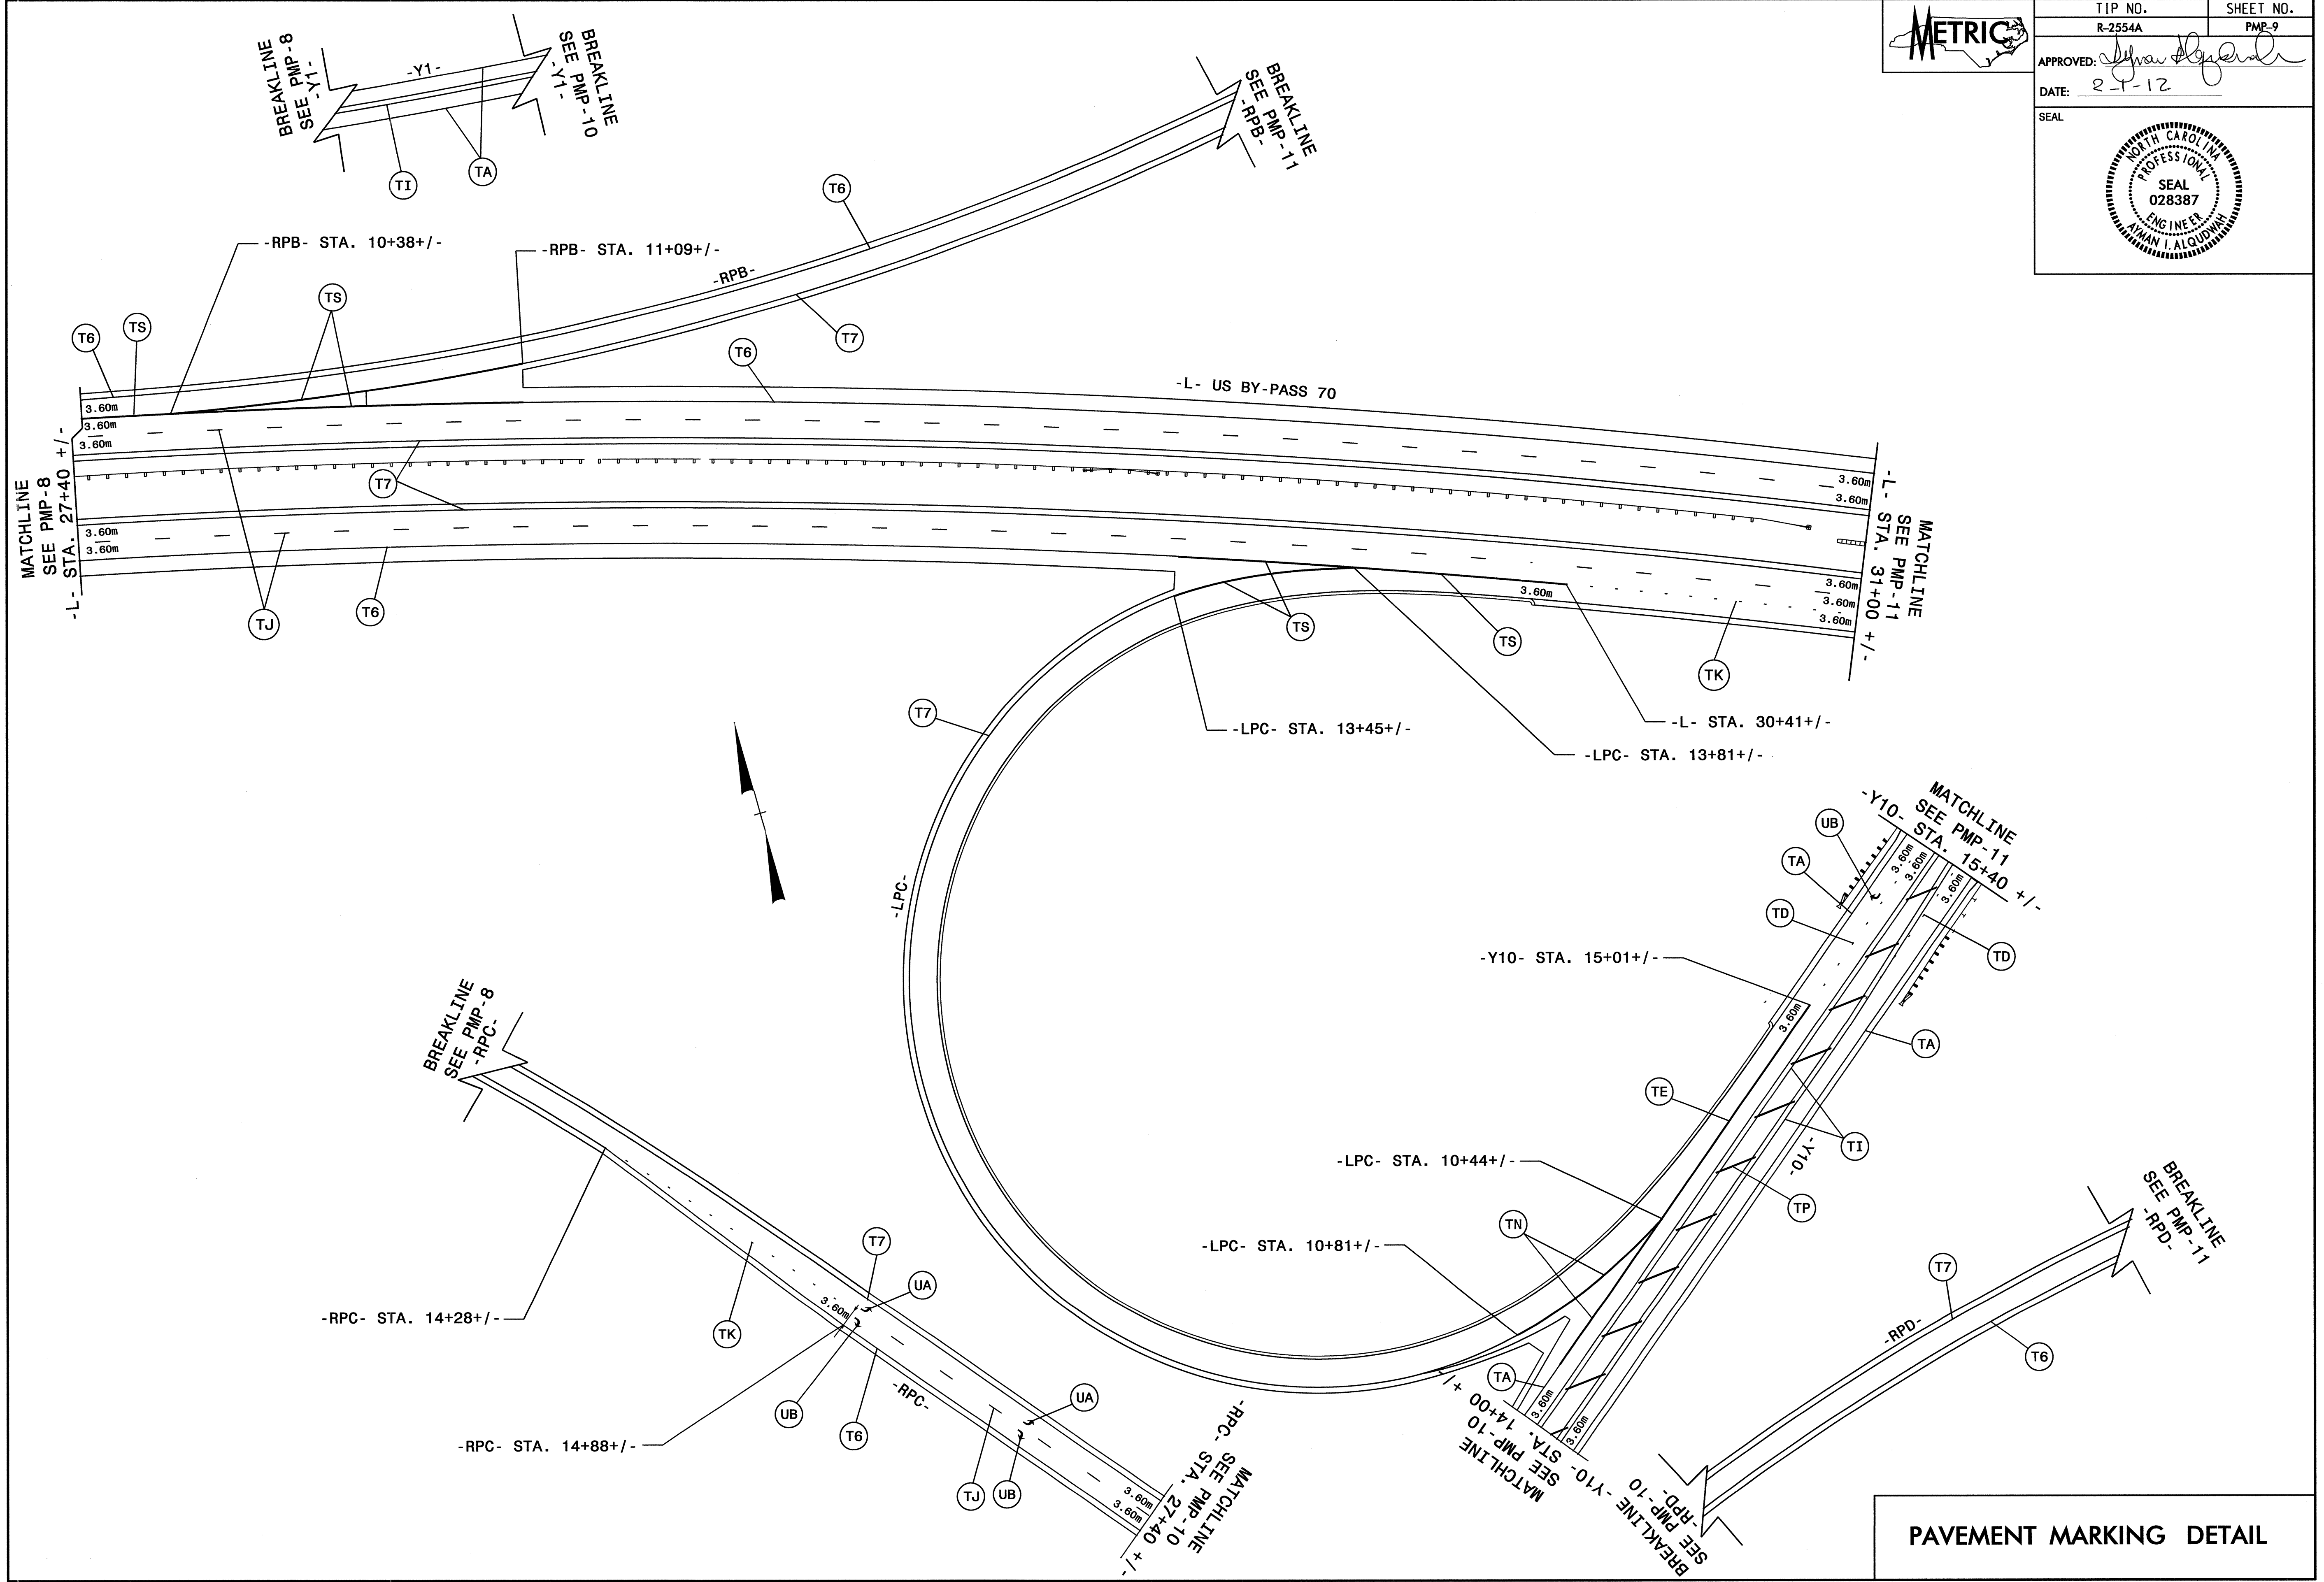 METRIC
TIP NO.
SHEET NO.
R-2554A
PMP-9
APPROVED:
DATE: 2-1-12
SEAL
NORTH CAROLINA
PROFESSIONAL
SEAL
028387
ENGINEER
AYMAN I. ALQUDWAH
BREAKLINE
SEE PMP-8
-Y1-
-Y1-
BREAKLINE
SEE PMP-10
-Y1-
TI
TA
BREAKLINE
SEE PMP-11
-RPB-
T6
-RPB- STA. 10+38+/-
-RPB- STA. 11+09+/-
-RPB-
TS
T6
TS
T7
T6
-L- US BY-PASS 70
3.60m
3.60m
3.60m
MATCHLINE
SEE PMP-8
-L- STA. 27+40 +/-
T7
3.60m
3.60m
TJ
T6
3.60m
3.60m
3.60m
3.60m
3.60m
3.60m
MATCHLINE
SEE PMP-11
-L- STA. 31+00 +/-
TS
TS
TK
T7
-LPC- STA. 13+45+/-
-L- STA. 30+41+/-
-LPC- STA. 13+81+/-
-LPC-
MATCHLINE
SEE PMP-11
-Y10- STA. 15+40 +/-
UB
TA
TD
3.60m
3.60m
3.60m
TD
-Y10- STA. 15+01+/-
3.60m
TA
TE
TI
-Y10-
-LPC- STA. 10+44+/-
TP
TN
-LPC- STA. 10+81+/-
TA
3.60m
3.60m
MATCHLINE
SEE PMP-10
-Y10- STA. 14+00 +/-
BREAKLINE
SEE PMP-8
-RPC-
T7
UA
-RPC- STA. 14+28+/-
TK
3.60m
UB
T6
-RPC-
-RPC- STA. 14+88+/-
UA
TJ
UB
3.60m
3.60m
MATCHLINE
SEE PMP-10
-RPC- STA. 27+40 +/-
BREAKLINE
SEE PMP-11
-RPD-
T7
-RPD-
T6
BREAKLINE
SEE PMP-10
-RPD-
PAVEMENT MARKING DETAIL